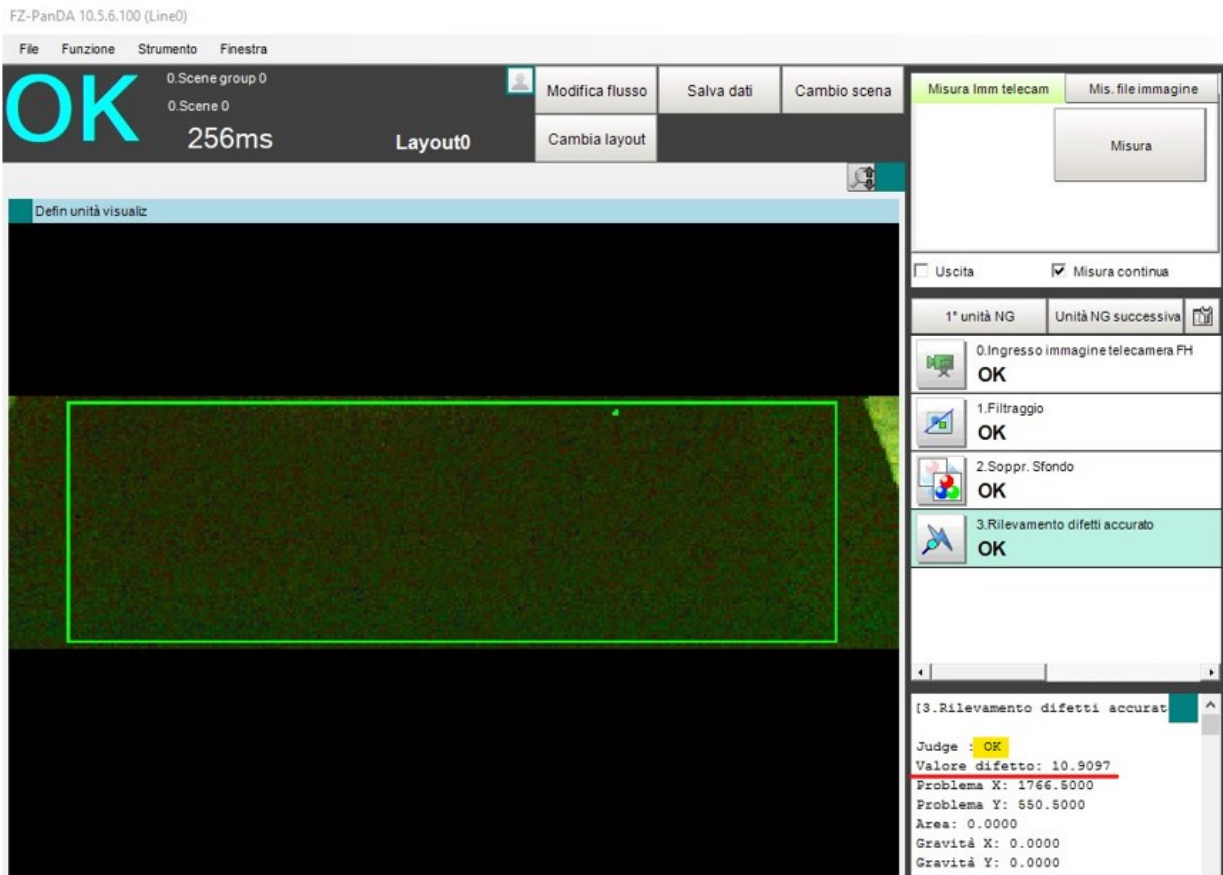 FZ-PanDA 10.5.6.100 (Line0)
File Funzione Strumento Finestra
OK
0.Scene group 0
0.Scene 0
256ms
Layout0
Modifica flusso
Salva dati
Cambio scena
Cambia layout
Misura Imm telecam
Mis. file immagine
Misura
Uscita
Misura continua
Defin unità visualiz
1° unità NG
Unità NG successiva
0.Ingresso immagine telecamera FH
OK
1.Filtraggio
OK
2.Soppr. Sfondo
OK
3.Rilevamento difetti accurato
OK
[3.Rilevamento difetti accurat
Judge : OK
Valore difetto: 10.9097
Problema X: 1766.5000
Problema Y: 550.5000
Area: 0.0000
Gravità X: 0.0000
Gravità Y: 0.0000